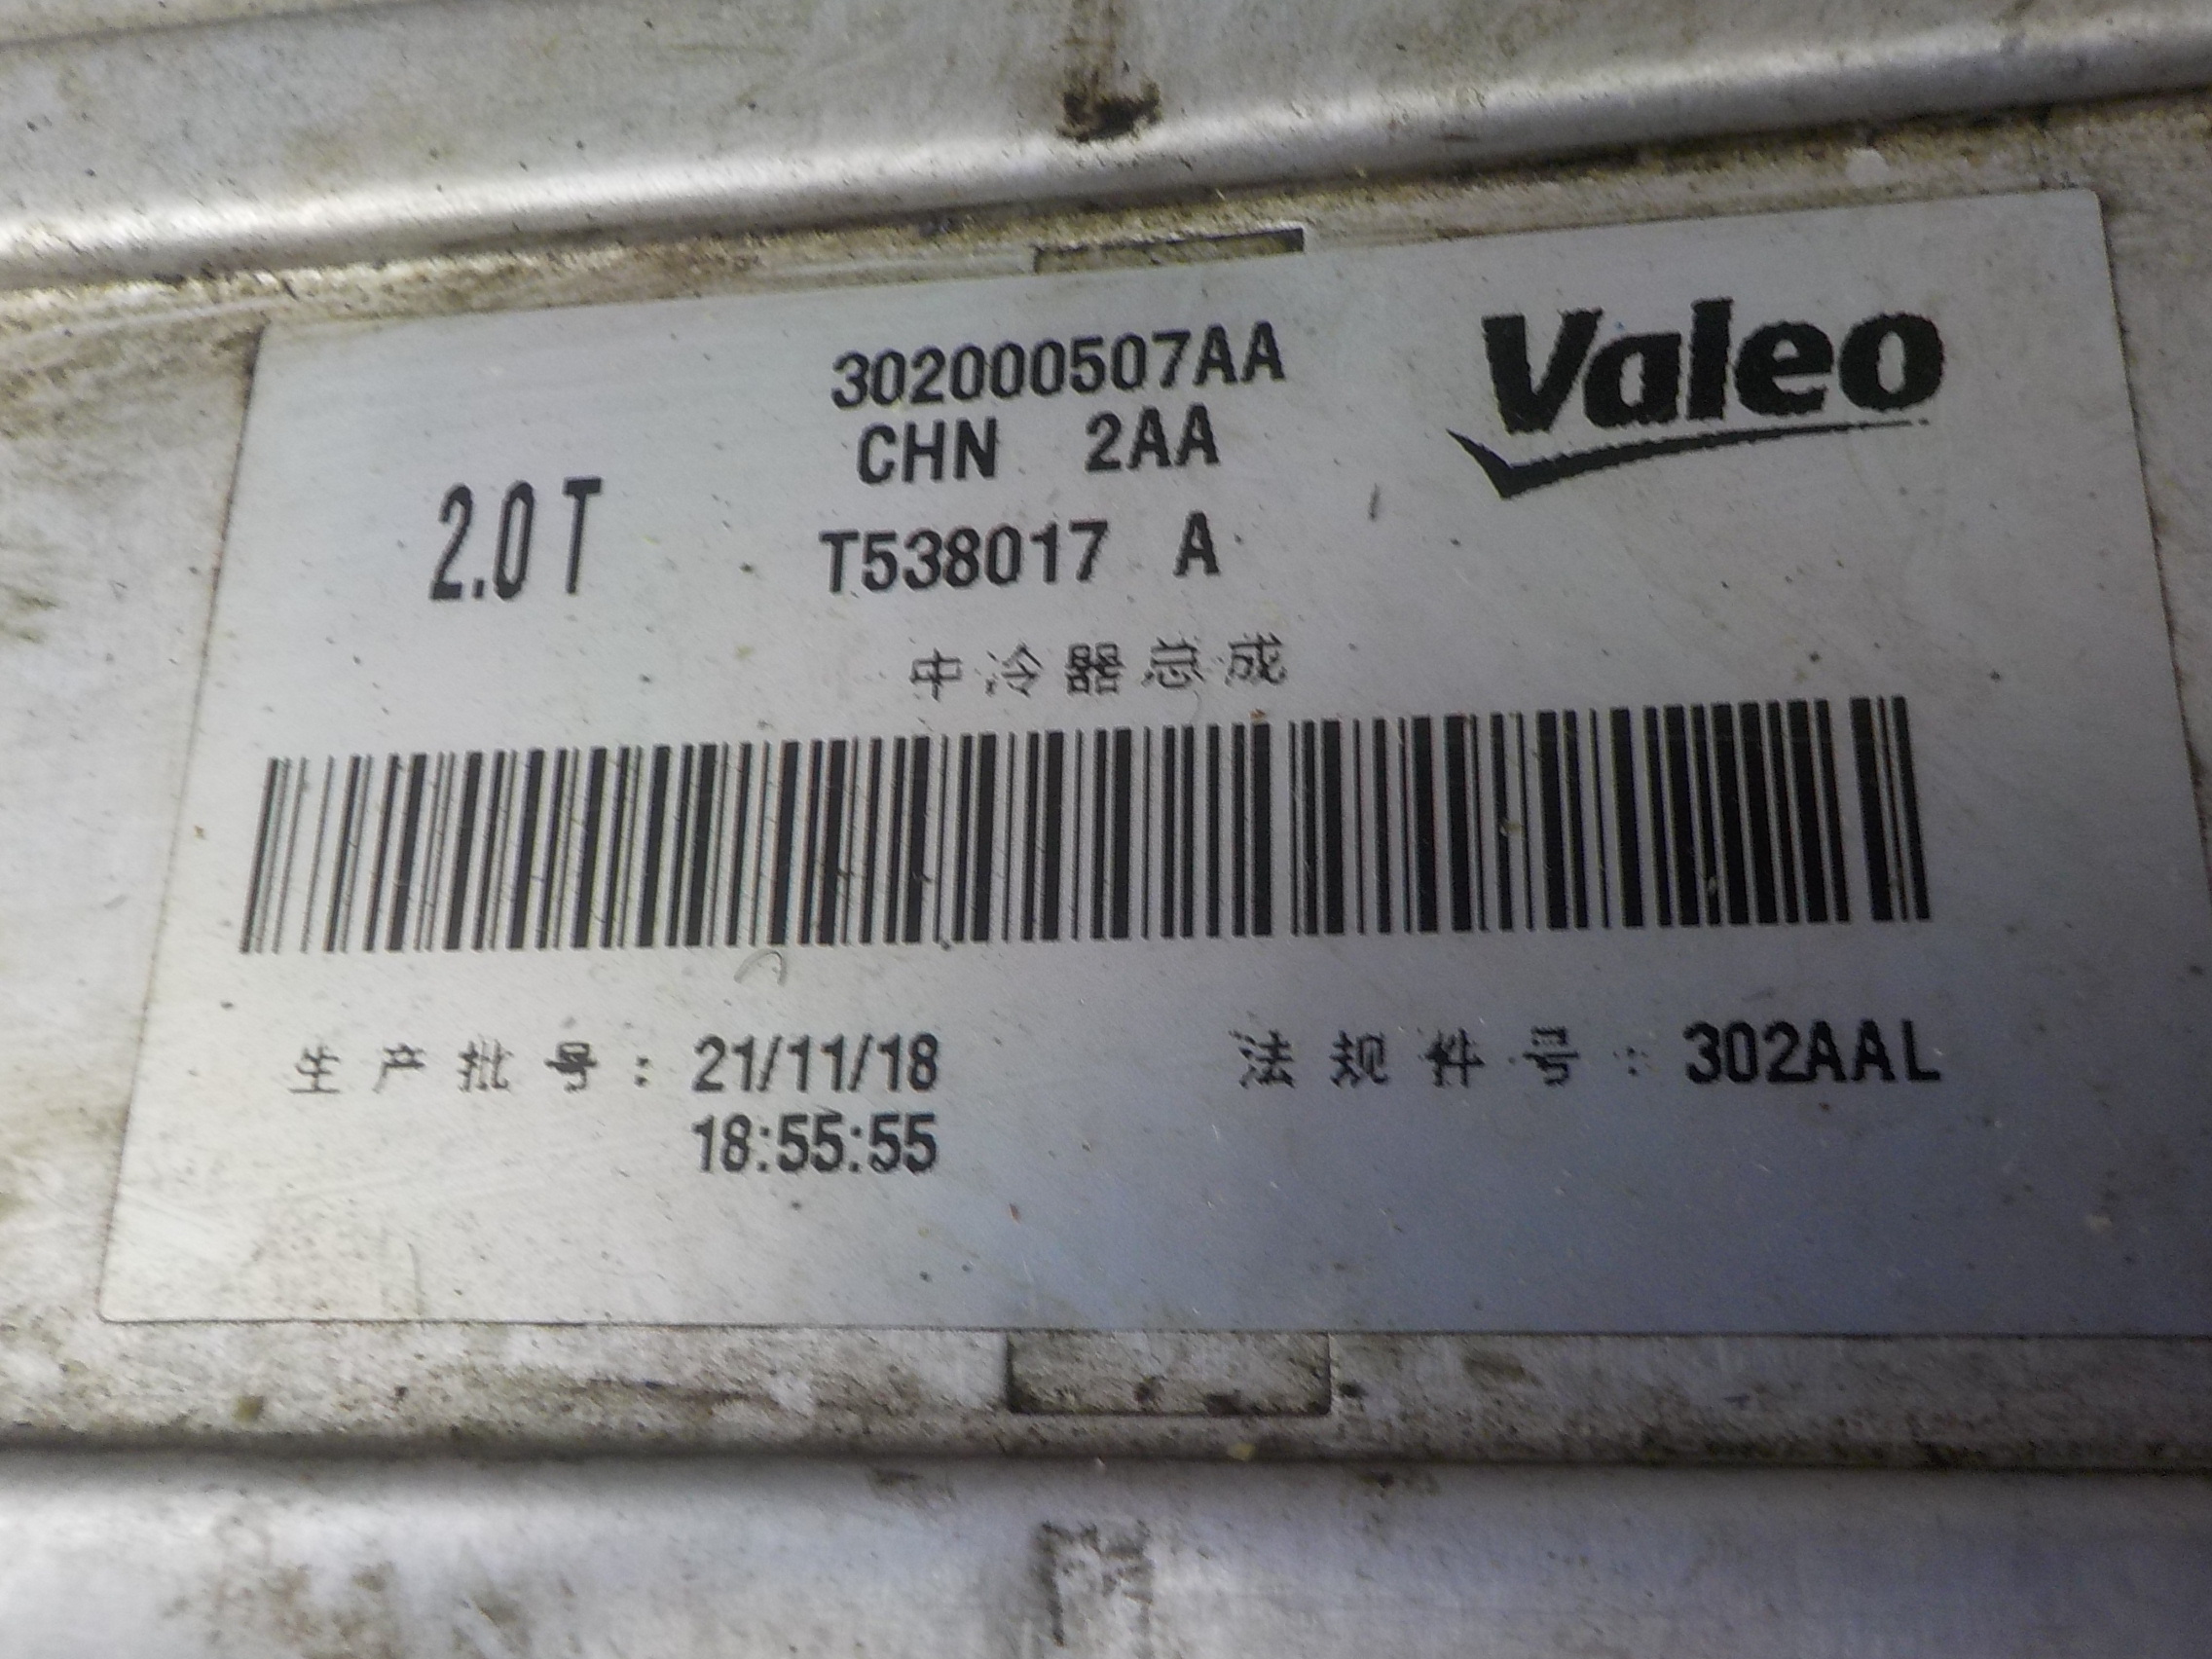 302000507AA
Valeo
CHN 2AA
2.0T
T538017 A
中冷器总成
生产批号: 21/11/18
法规件号: 302AAL
18:55:55